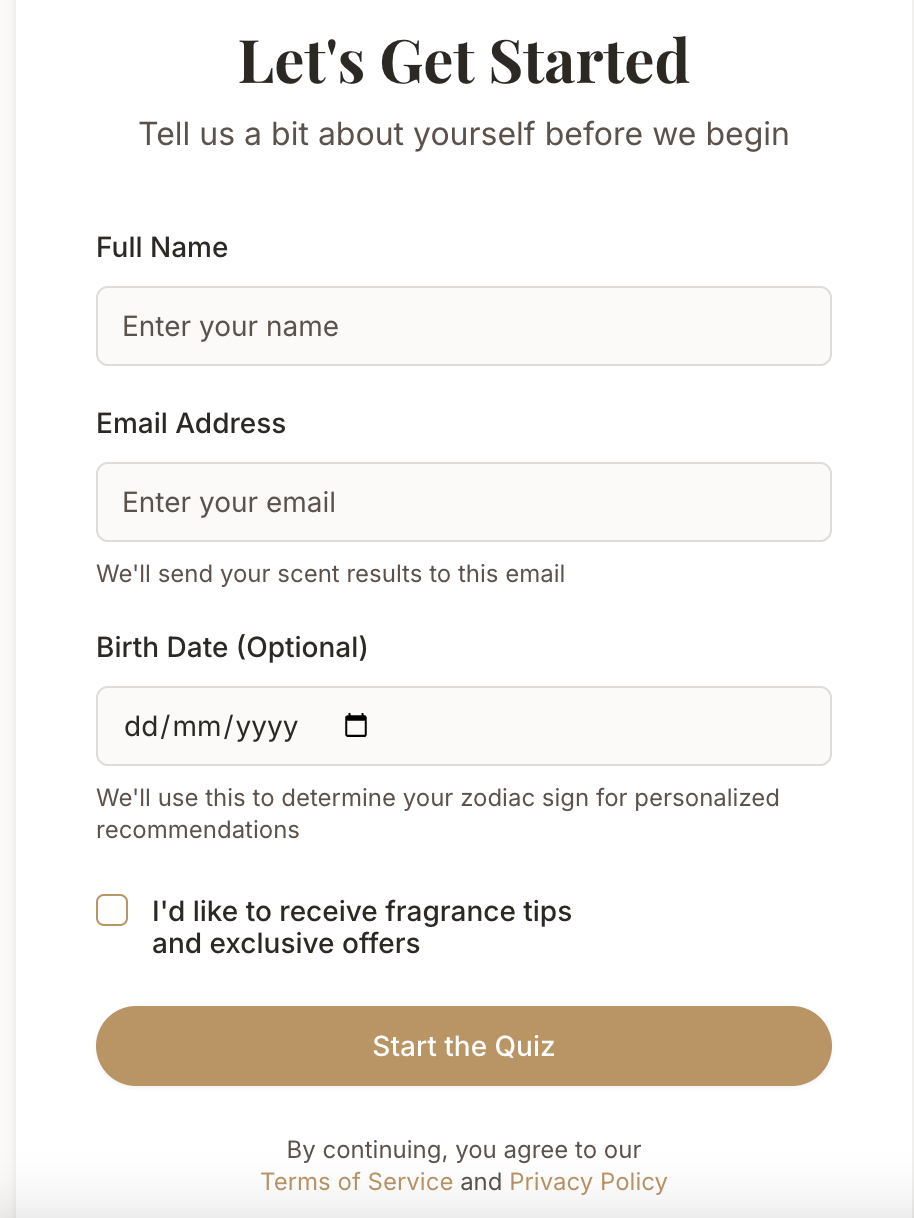 Let's Get Started
Tell us a bit about yourself before we begin
Full Name
Enter your name
Email Address
Enter your email
We'll send your scent results to this email
Birth Date (Optional)
dd/mm/yyyy
We'll use this to determine your zodiac sign for personalized
recommendations
I'd like to receive fragrance tips
and exclusive offers
Start the Quiz
By continuing, you agree to our
Terms of Service and Privacy Policy